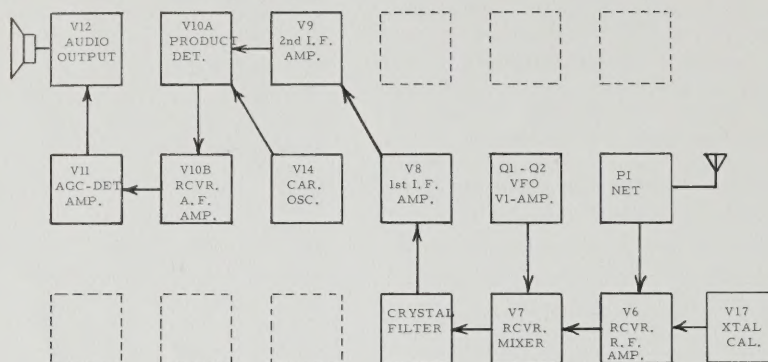 V12
AUDIO
OUTPUT
V10A
PRODUCT
DET.
V9
2nd I. F.
AMP.
V11
AGC-DET
AMP.
V10B
RCVR.
A. F.
AMP.
V14
CAR.
OSC.
V8
1st I. F.
AMP.
Q1 - Q2
VFO
V1-AMP.
PI
NET
CRYSTAL
FILTER
V7
RCVR.
MIXER
V6
RCVR.
R. F.
AMP.
V17
XTAL
CAL.